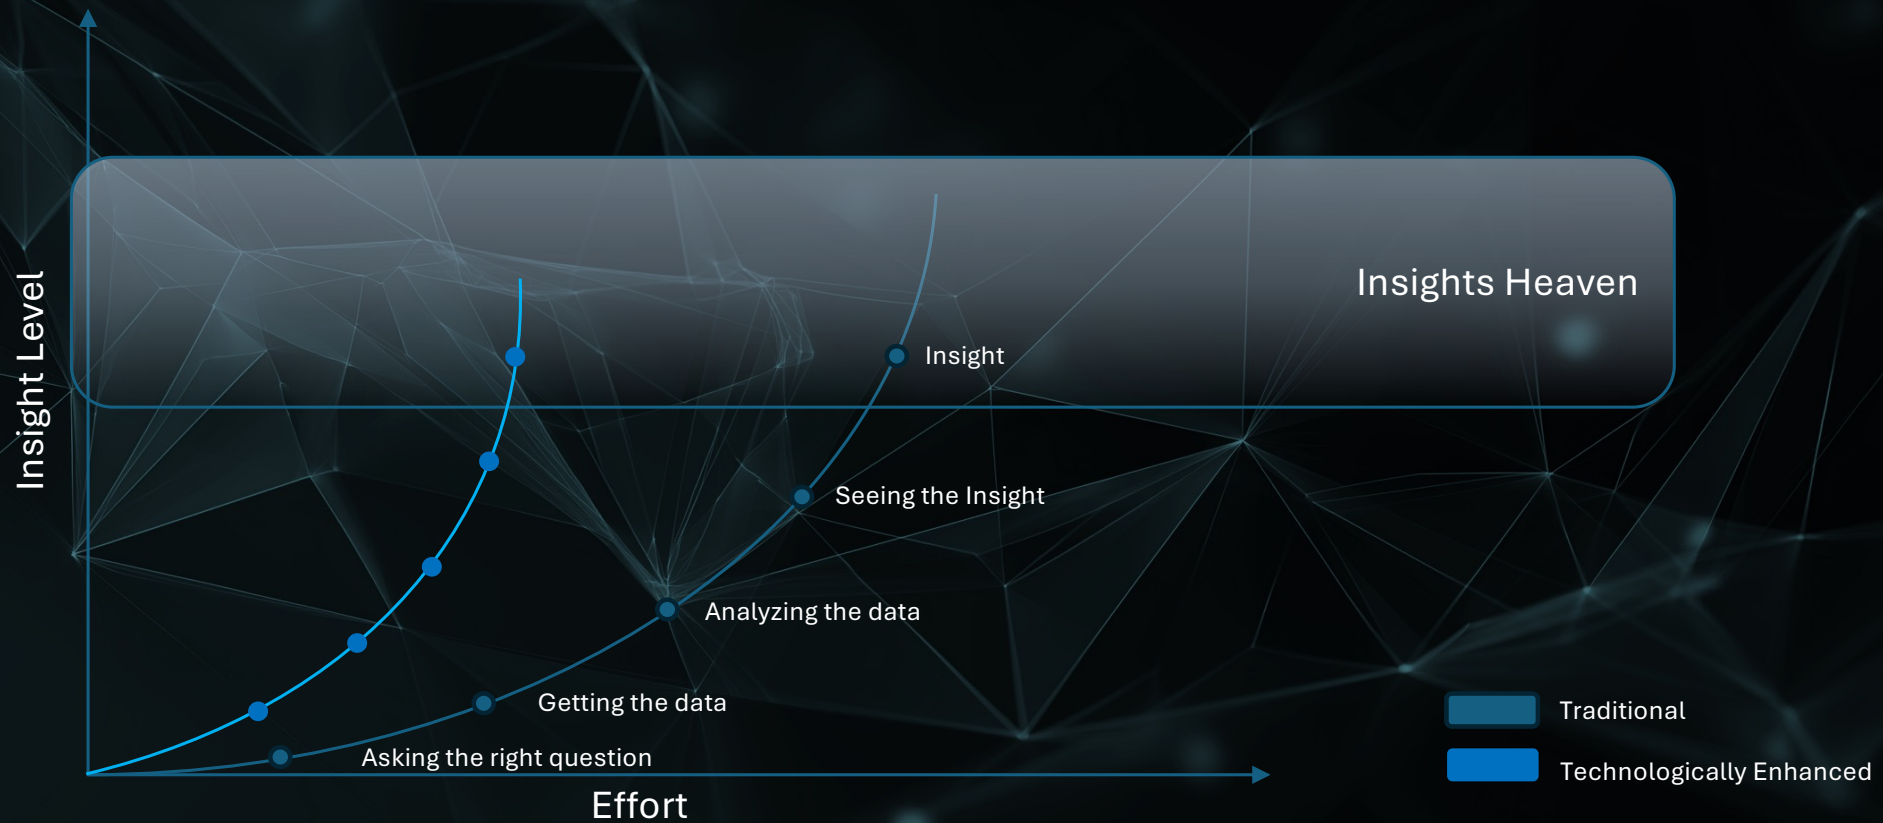 Insights Heaven
Insight Level
Insight
Seeing the Insight
Analyzing the data
Getting the data
Asking the right question
Effort
Traditional
Technologically Enhanced